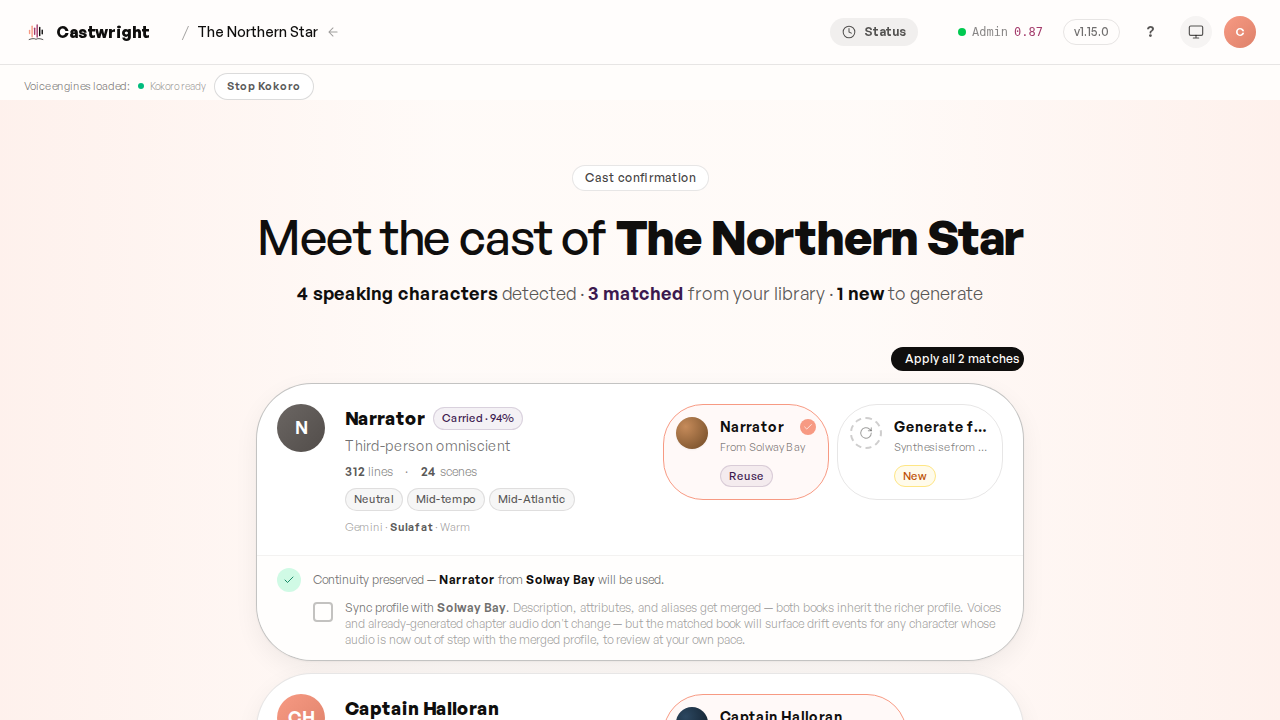 Castwright / The Northern Star ← Status Admin 0.87 v1.15.0 ? C
Voice engines loaded: Kokoro ready Stop Kokoro
Cast confirmation
Meet the cast of The Northern Star
4 speaking characters detected · 3 matched from your library · 1 new to generate
Apply all 2 matches
N
Narrator Carried · 94%
Third-person omniscient
312 lines · 24 scenes
Neutral Mid-tempo Mid-Atlantic
Gemini · Sulafat · Warm
Narrator
From Solway Bay
Reuse
Generate f...
Synthesise from ...
New
Continuity preserved — Narrator from Solway Bay will be used.
Sync profile with Solway Bay. Description, attributes, and aliases get merged — both books inherit the richer profile. Voices
and already-generated chapter audio don't change — but the matched book will surface drift events for any character whose
audio is now out of step with the merged profile, to review at your own pace.
CH
Captain Halloran
Captain Halloran